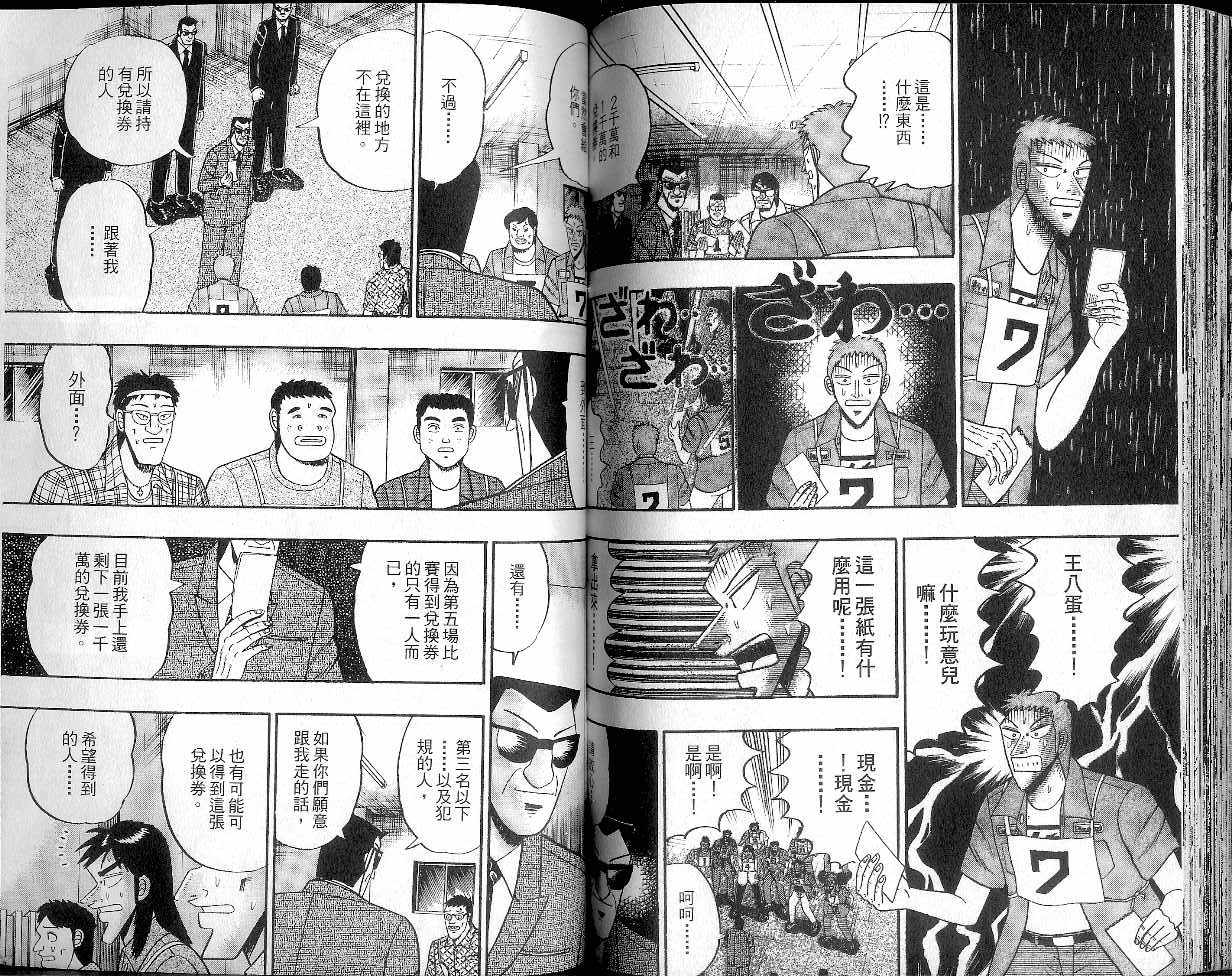 這是……
什麼東西
………!?
2千萬和
1千萬的
ざわ…
7
ざわ…
ざわ…
7
5
7
王八蛋………!
什麼玩意兒
嘛………!
7
這一張紙有什
麼用呢………!
拿出來………!
現金…
!現金
………!
是啊!
是啊…!
呵呵……
你們。
不過……
7
兌換的地方
不在這裡。
所以請持
有兌換券
的人
跟著我
……
外面…?
還有……
因為第五場比
賽得到兌換券
的只有一人而
已,
目前我手上還
剩下一張一千
萬的兌換券。
第三名以下
……以及犯
規的人,
如果你們願意
跟我走的話,
也有可能可
以得到這張
兌換券。
希望得到
的人……